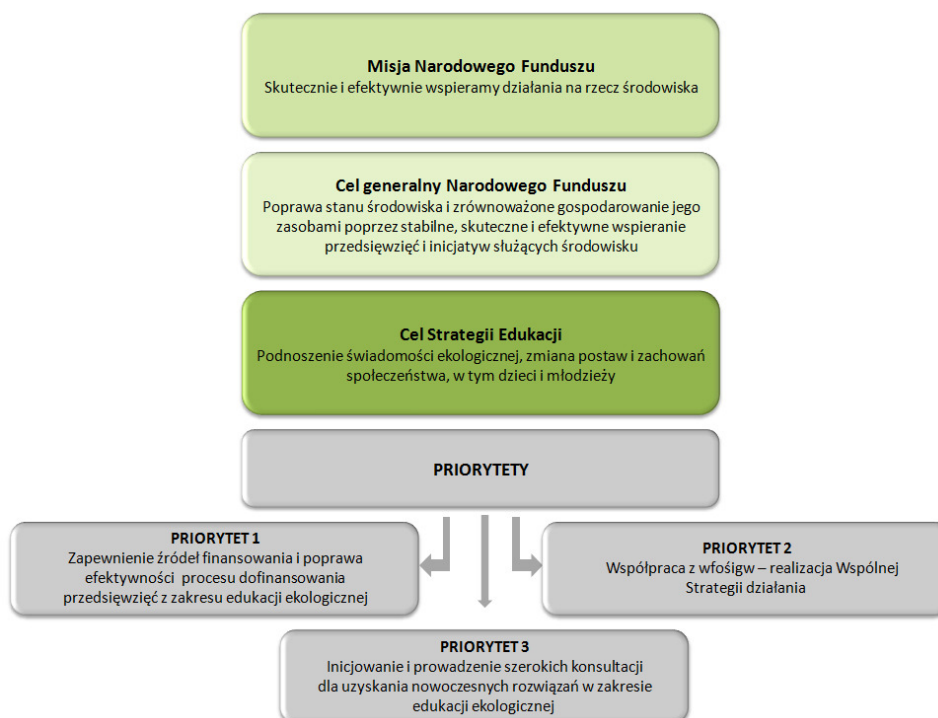 Misja Narodowego Funduszu
Skutecznie i efektywnie wspieramy działania na rzecz środowiska
Cel generalny Narodowego Funduszu
Poprawa stanu środowiska i zrównoważone gospodarowanie jego
zasobami poprzez stabilne, skuteczne i efektywne wspieranie
przedsięwzięć i inicjatyw służących środowisku
Cel Strategii Edukacji
Podnoszenie świadomości ekologicznej, zmiana postaw i zachowań
społeczeństwa, w tym dzieci i młodzieży
PRIORYTETY
PRIORYTET 1
Zapewnienie źródeł finansowania i poprawa
efektywności procesu dofinansowania
przedsięwzięć z zakresu edukacji ekologicznej
PRIORYTET 2
Współpraca z wfośigw – realizacja Wspólnej
Strategii działania
PRIORYTET 3
Inicjowanie i prowadzenie szerokich konsultacji
dla uzyskania nowoczesnych rozwiązań w zakresie
edukacji ekologicznej